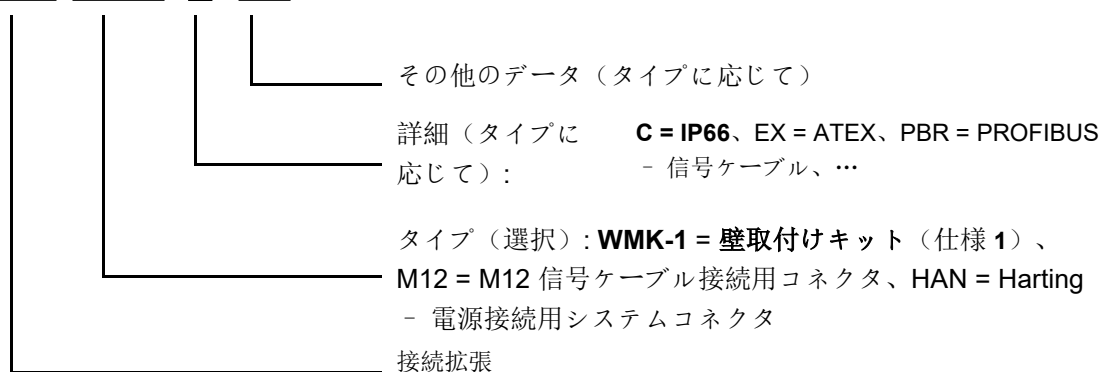 その他のデータ（タイプに応じて）
詳細（タイプに応じて）:
C = IP66、EX = ATEX、PBR = PROFIBUS
– 信号ケーブル、…
タイプ（選択）: WMK-1 = 壁取付けキット（仕様 1）、
M12 = M12 信号ケーブル接続用コネクタ、HAN = Harting
– 電源接続用システムコネクタ
接続拡張